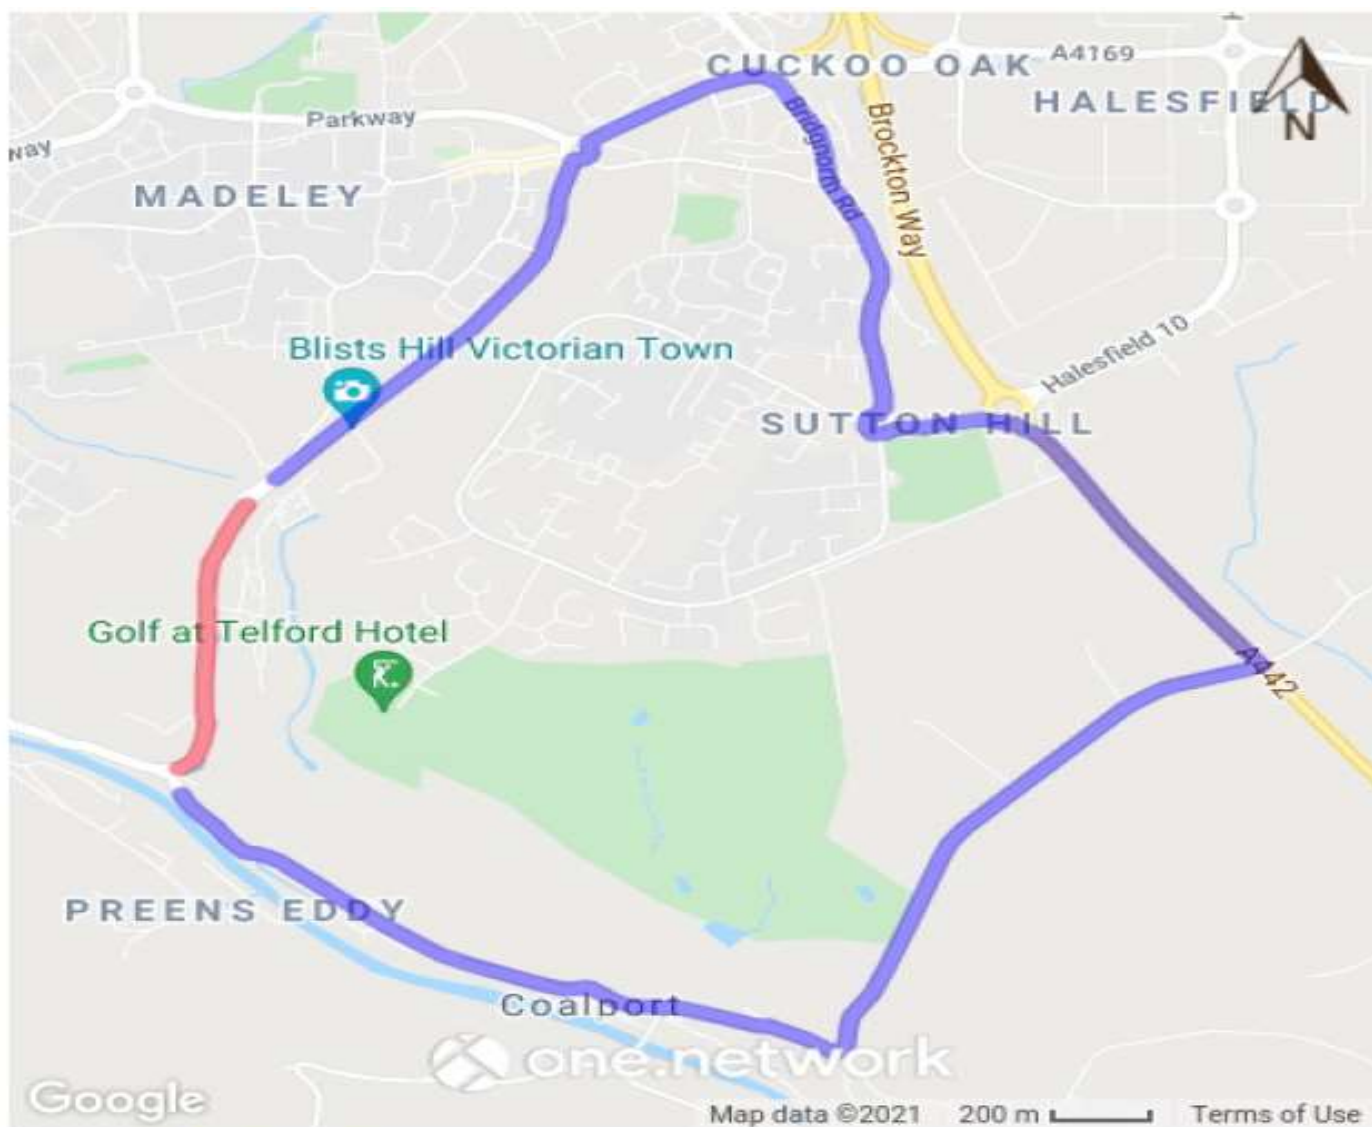 CUCKOO OAK
A4169
HALESFIELD
N
Parkway
way
MADELEY
Bridgnorth Rd
Brockton Way
Blists Hill Victorian Town
Halesfield 10
SUTTON HILL
Golf at Telford Hotel
A442
PREENS EDDY
Coalport
one.network
Google
Map data ©2021 200 m Terms of Use